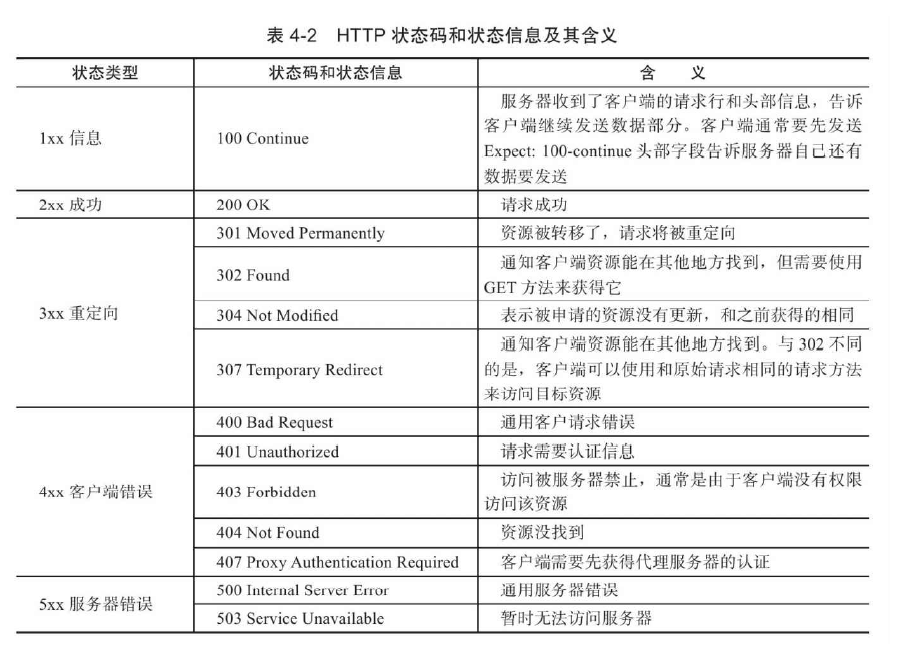 表 4-2 HTTP 状态码和状态信息及其含义
状态类型 状态码和状态信息 含 义
1xx 信息 100 Continue 服务器收到了客户端的请求行和头部信息，告诉
客户端继续发送数据部分。客户端通常要先发送
Expect: 100-continue 头部字段告诉服务器自己还有
数据要发送
2xx 成功 200 OK 请求成功
3xx 重定向 301 Moved Permanently 资源被转移了，请求将被重定向
302 Found 通知客户端资源能在其他地方找到，但需要使用
GET 方法来获得它
304 Not Modified 表示被申请的资源没有更新，和之前获得的相同
307 Temporary Redirect 通知客户端资源能在其他地方找到。与 302 不同
的是，客户端可以使用和原始请求相同的请求方法
来访问目标资源
4xx 客户端错误 400 Bad Request 通用客户请求错误
401 Unauthorized 请求需要认证信息
403 Forbidden 访问被服务器禁止，通常是由于客户端没有权限
访问该资源
404 Not Found 资源没找到
407 Proxy Authentication Required 客户端需要先获得代理服务器的认证
5xx 服务器错误 500 Internal Server Error 通用服务器错误
503 Service Unavailable 暂时无法访问服务器